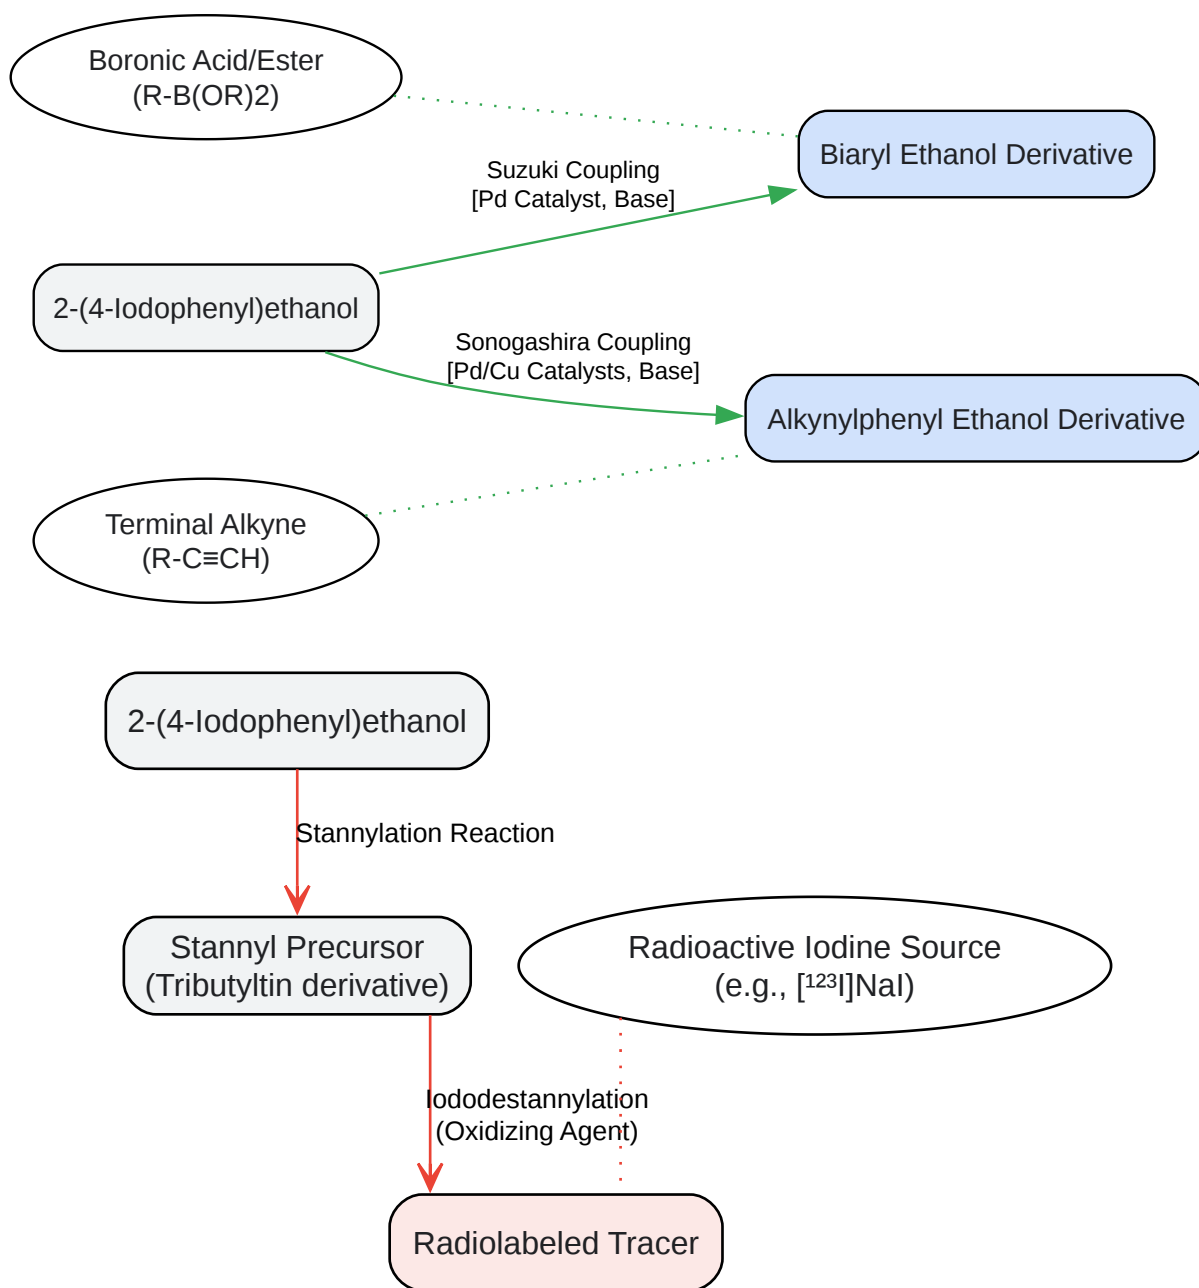 Boronic Acid/Ester
(R-B(OR)2)
Biaryl Ethanol Derivative
Suzuki Coupling
[Pd Catalyst, Base]
2-(4-Iodophenyl)ethanol
Sonogashira Coupling
[Pd/Cu Catalysts, Base]
Alkynylphenyl Ethanol Derivative
Terminal Alkyne
(R-C≡CH)
2-(4-Iodophenyl)ethanol
Stannylation Reaction
Stannyl Precursor
(Tributyltin derivative)
Radioactive Iodine Source
(e.g., [¹²³I]NaI)
Iododestannylation
(Oxidizing Agent)
Radiolabeled Tracer